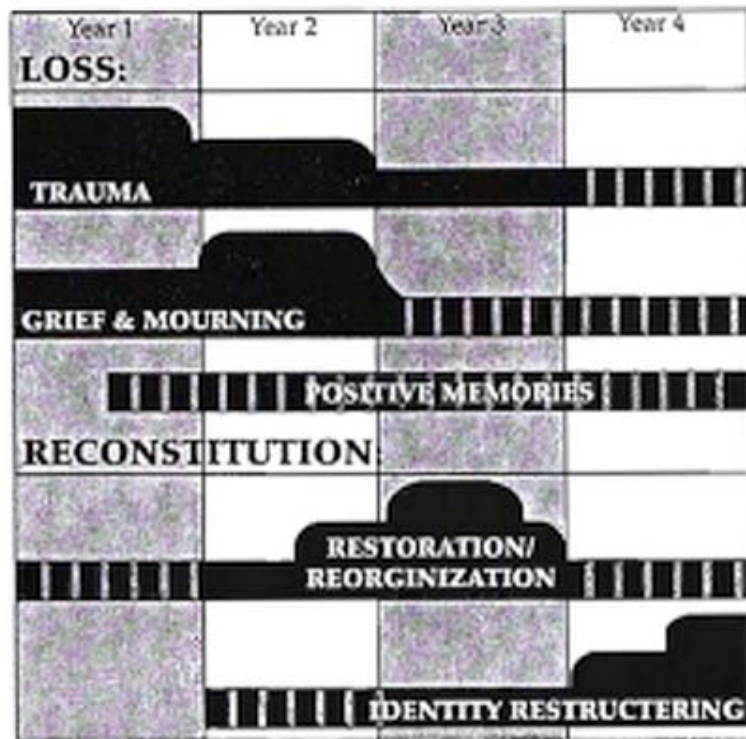 Year 1 Year 2 Year 3 Year 4
LOSS:
TRAUMA
GRIEF & MOURNING
POSITIVE MEMORIES
RECONSTITUTION:
RESTORATION/
REORGINIZATION
IDENTITY RESTRUCTERING